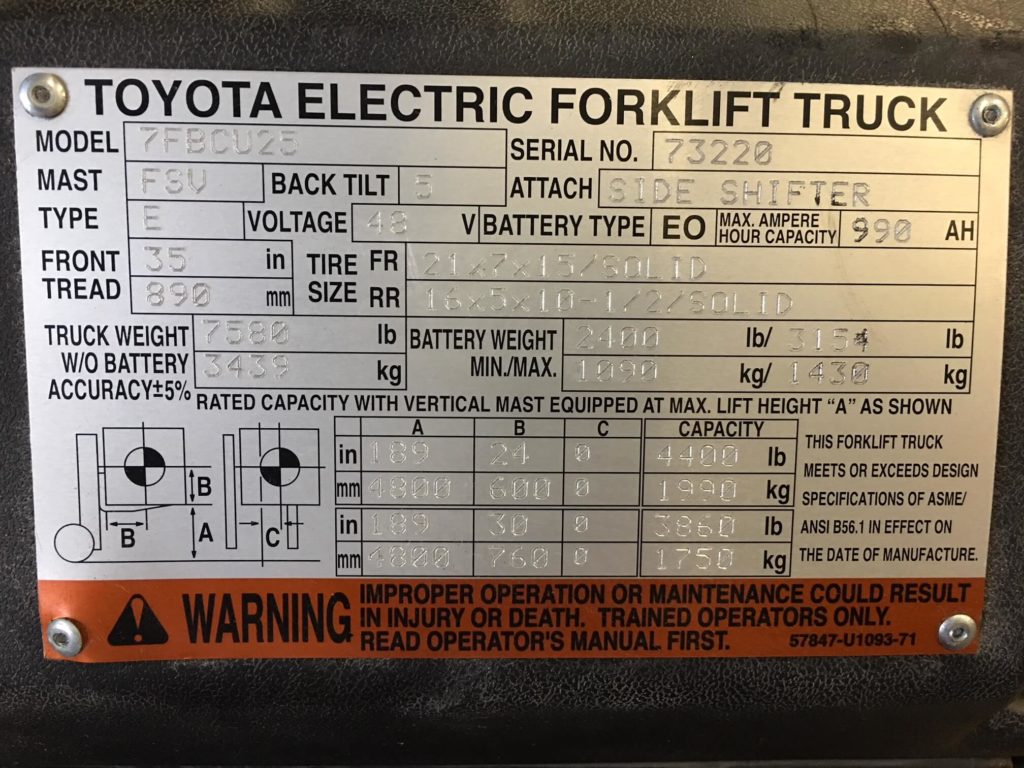 TOYOTA ELECTRIC FORKLIFT TRUCK
MODEL 7FBCU25 SERIAL NO. 73220
MAST FSV BACK TILT 5 ATTACH SIDE SHIFTER
TYPE E VOLTAGE 48 V BATTERY TYPE EO MAX. AMPERE HOUR CAPACITY 990 AH
FRONT TREAD 35 in TIRE SIZE FR 21x7x15/SOLID
890 mm RR 16x5x10-1/2/SOLID
TRUCK WEIGHT 7580 lb BATTERY WEIGHT 2400 lb/ 3154 lb
W/O BATTERY 3439 kg MIN./MAX. 1090 kg/ 1430 kg
ACCURACY±5%
RATED CAPACITY WITH VERTICAL MAST EQUIPPED AT MAX. LIFT HEIGHT "A" AS SHOWN
A B C CAPACITY
in 189 24 0 4400 lb
mm 4800 600 0 1990 kg
in 189 30 0 3860 lb
mm 4800 760 0 1750 kg
B
A
B
C
THIS FORKLIFT TRUCK
MEETS OR EXCEEDS DESIGN
SPECIFICATIONS OF ASME/
ANSI B56.1 IN EFFECT ON
THE DATE OF MANUFACTURE.
WARNING
IMPROPER OPERATION OR MAINTENANCE COULD RESULT
IN INJURY OR DEATH. TRAINED OPERATORS ONLY.
READ OPERATOR'S MANUAL FIRST. 57847-U1093-71